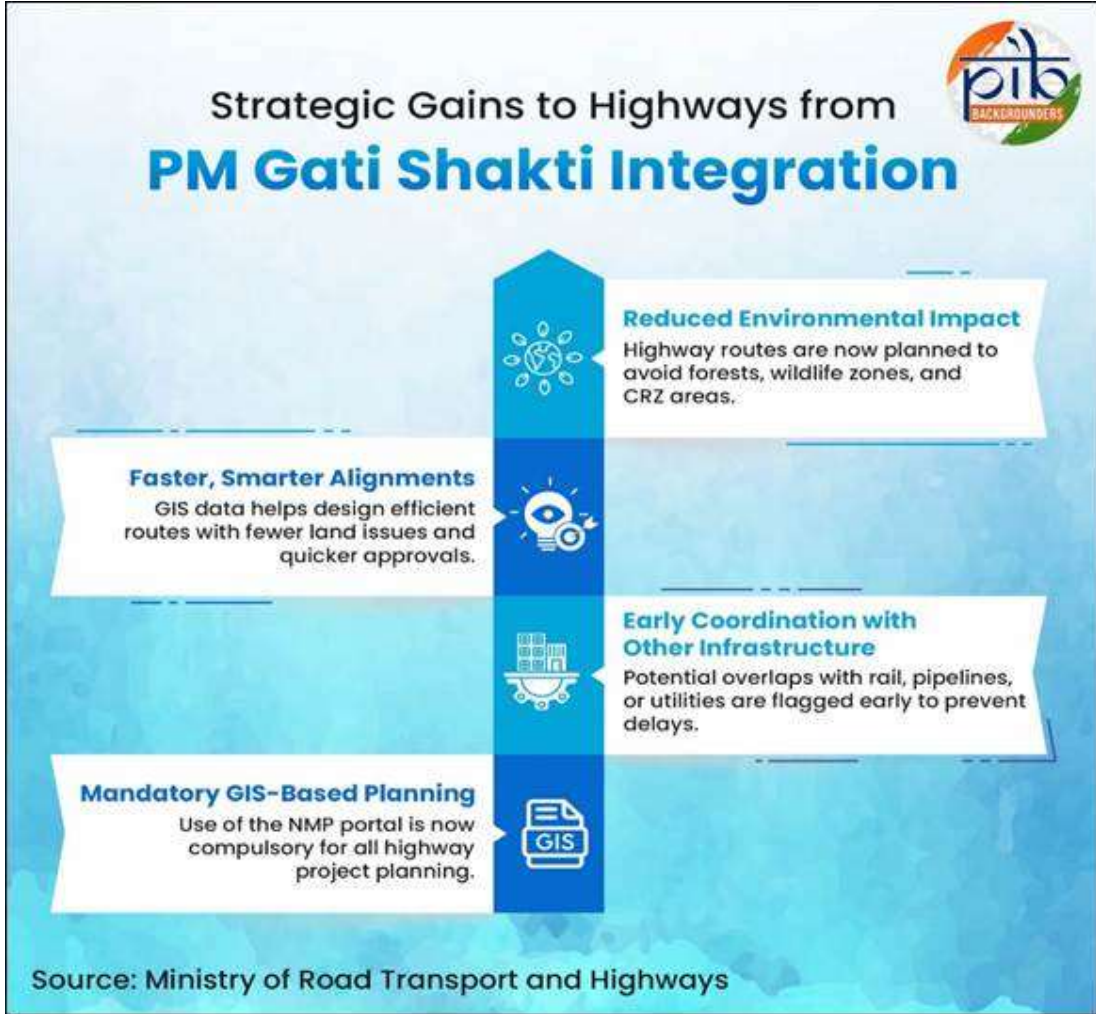 pib
BACKGROUNDERS
Strategic Gains to Highways from
PM Gati Shakti Integration
Reduced Environmental Impact
Highway routes are now planned to
avoid forests, wildlife zones, and
CRZ areas.
Faster, Smarter Alignments
GIS data helps design efficient
routes with fewer land issues and
quicker approvals.
Early Coordination with
Other Infrastructure
Potential overlaps with rail, pipelines,
or utilities are flagged early to prevent
delays.
Mandatory GIS-Based Planning
Use of the NMP portal is now
compulsory for all highway
project planning.
GIS
Source: Ministry of Road Transport and Highways